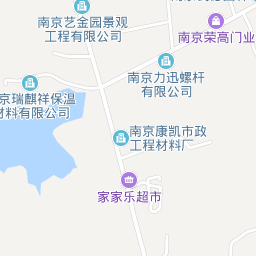 南京艺金园景观
工程有限公司
南京荣高门业
南京力迅螺杆
有限公司
京瑞麒祥保温
材料有限公司
南京康凯市政
工程材料厂
家家乐超市